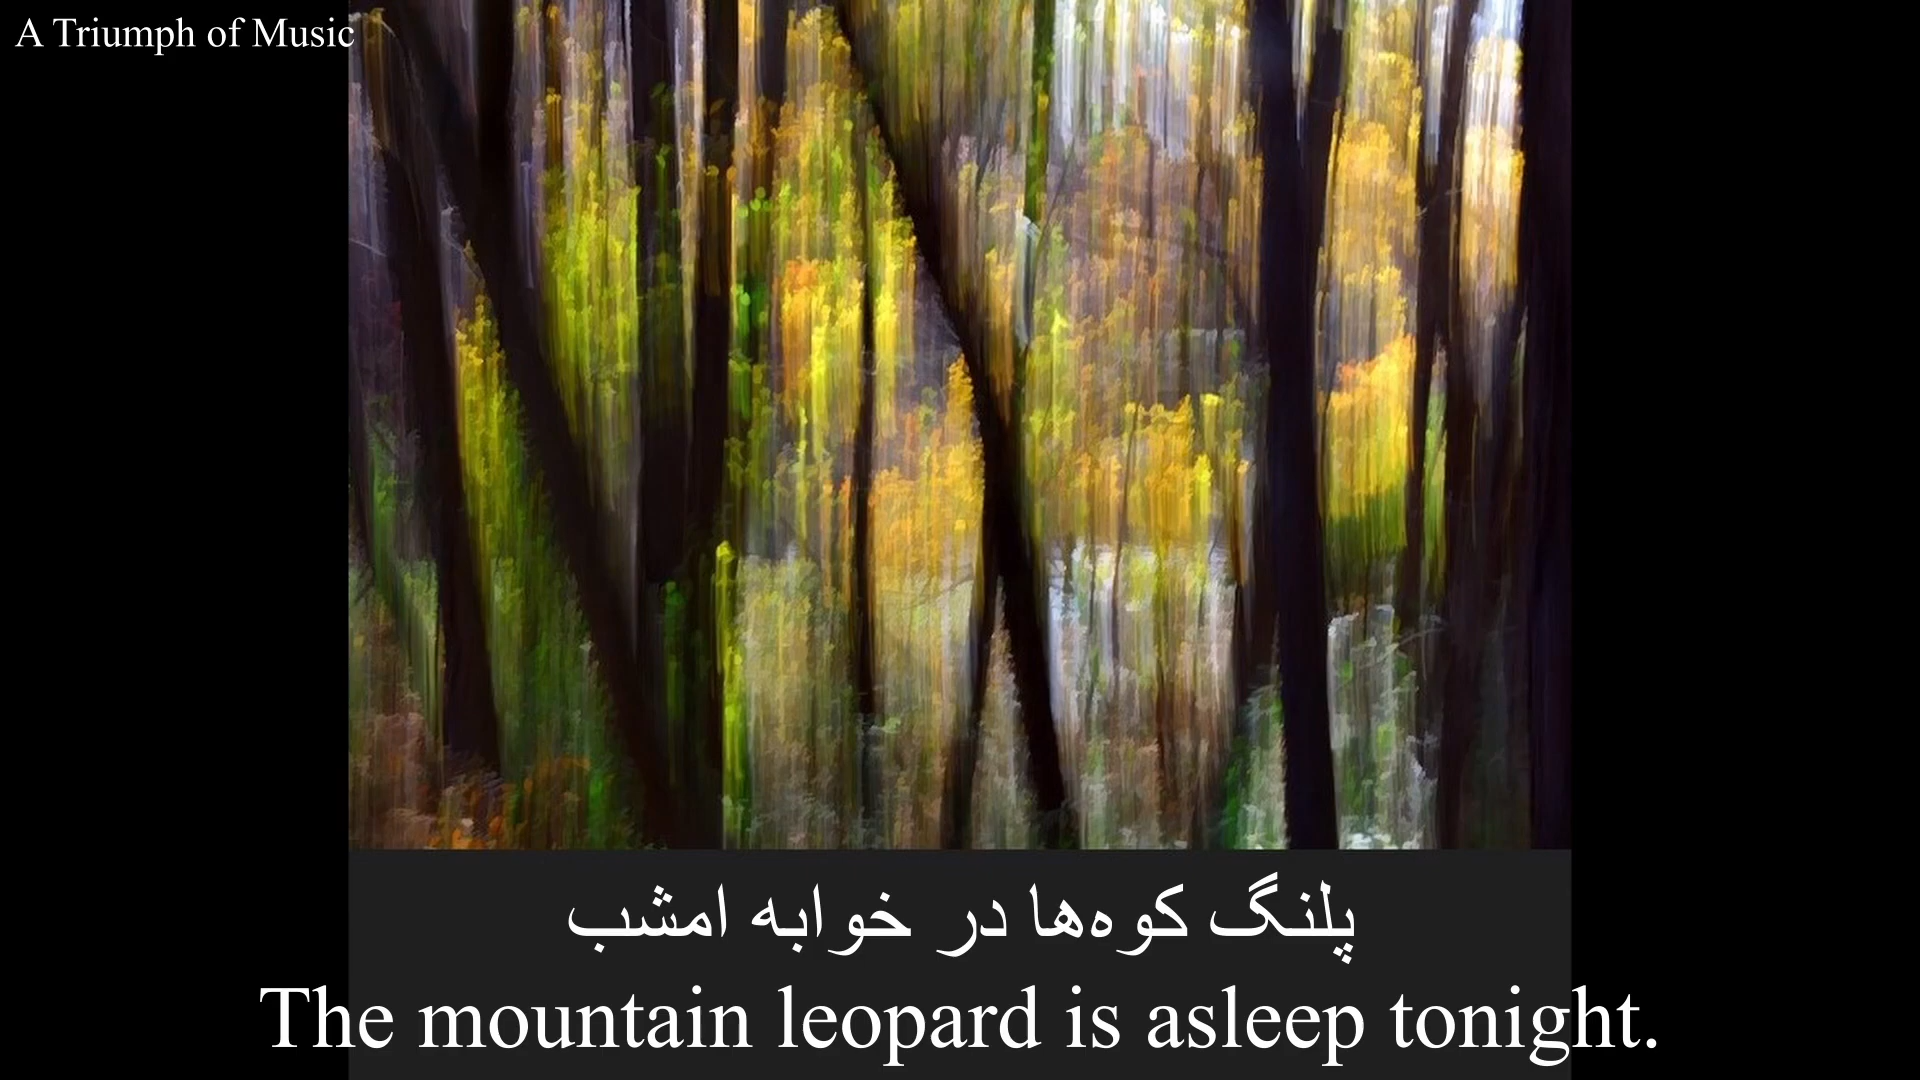 A Triumph of Music
پلنگ کوه‌ها در خوابه امشب
The mountain leopard is asleep tonight.